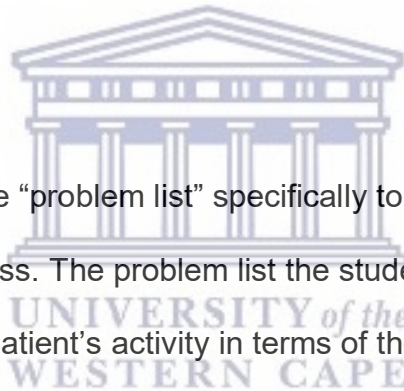 e “problem list” specifically to
ss. The problem list the stude
UNIVERSITY of the
atient’s activity in terms of th
WESTERN CAPE